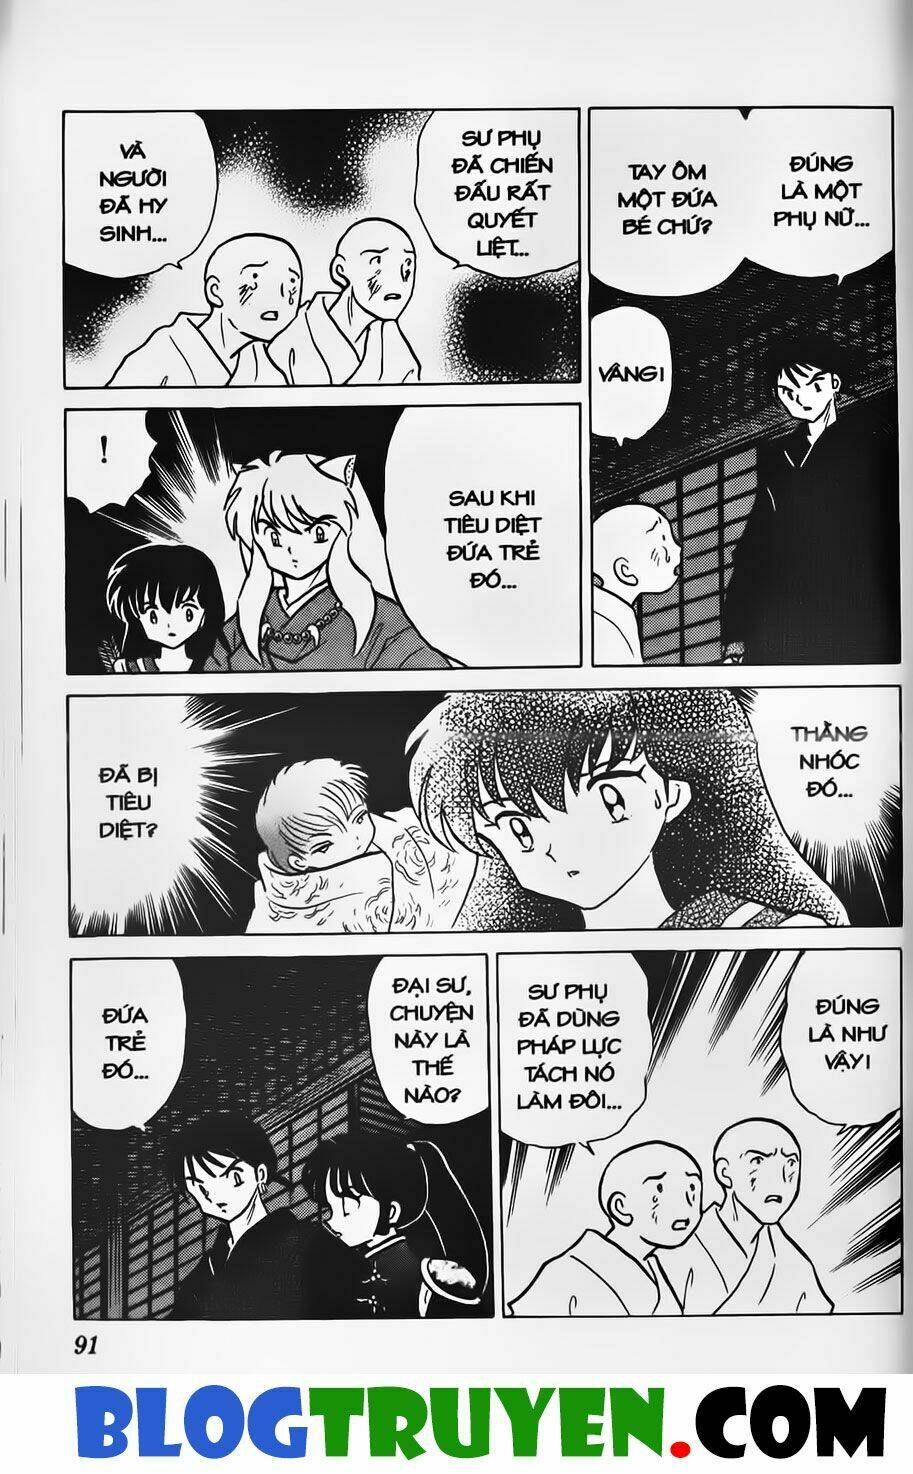 ĐÚNG
LÀ MỘT
PHỤ NỮ...
TAY ÔM
MỘT ĐỨA
BÉ CHỨ?
VÂNG!
SƯ PHỤ
ĐÃ CHIẾN
ĐẤU RẤT
QUYẾT
LIỆT...
VÀ
NGƯỜI
ĐÃ HY
SINH...
SAU KHI
TIÊU DIỆT
ĐỨA TRẺ
ĐÓ...
!
THẰNG
NHÓC
ĐÓ...
ĐÃ BỊ
TIÊU
DIỆT?
ĐÚNG
LÀ NHƯ
VẬY!
SƯ PHỤ
ĐÃ DÙNG
PHÁP LỰC
TÁCH NÓ
LÀM ĐÔI...
ĐẠI SƯ,
CHUYỆN
NÀY LÀ
THẾ
NÀO?
ĐỨA
TRẺ
ĐÓ...
91
BLOGTRUYEN.COM